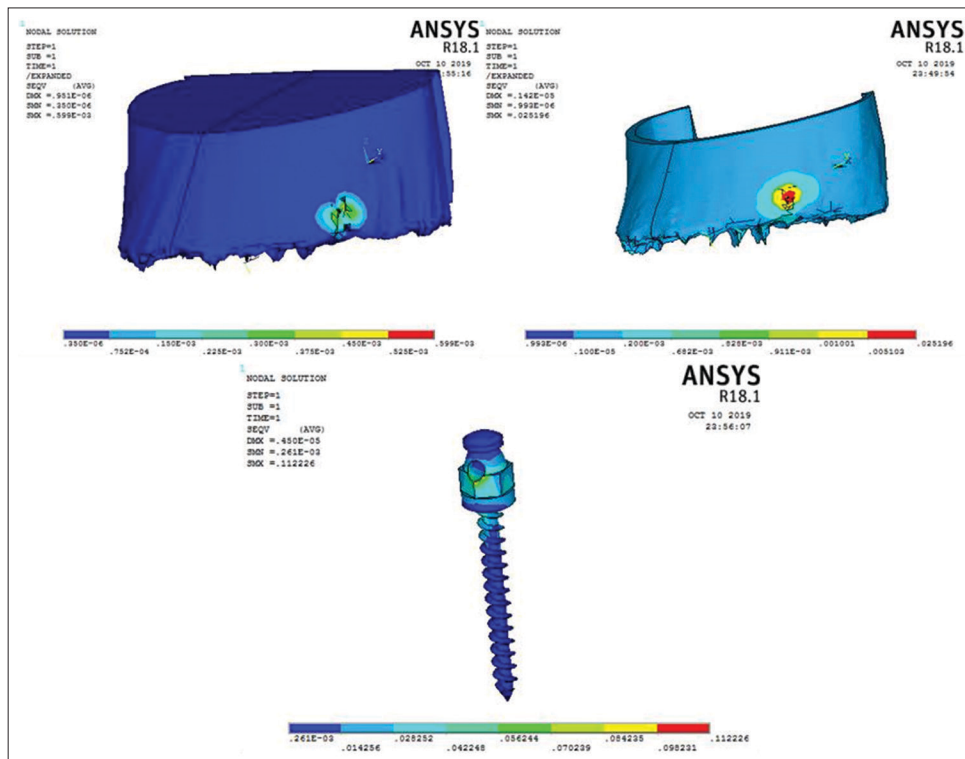 1
NODAL SOLUTION
STEP=1
SUB =1
TIME=1
/EXPANDED
SEQV (AVG)
DMX =.951E-06
SMN =.350E-06
SMX =.599E-03
ANSYS
R18.1
OCT 10 2019
:55:16
.350E-06 .150E-03 .300E-03 .450E-03 .599E-03
.752E-04 .225E-03 .375E-03 .525E-03
1
NODAL SOLUTION
STEP=1
SUB =1
TIME=1
/EXPANDED
SEQV (AVG)
DMX =.142E-05
SMN =.993E-06
SMX =.025196
ANSYS
R18.1
OCT 10 2019
23:49:54
.993E-06 .200E-03 .828E-03 .001001 .025196
.100E-05 .682E-03 .911E-03 .005103
1
NODAL SOLUTION
STEP=1
SUB =1
TIME=1
SEQV (AVG)
DMX =.450E-05
SMN =.261E-03
SMX =.112226
ANSYS
R18.1
OCT 10 2019
23:56:07
.261E-03 .028252 .056244 .084235 .112226
.014256 .042248 .070239 .098231